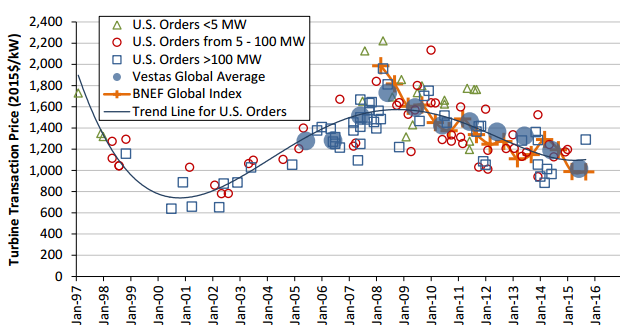 Turbine Transaction Price (2015$/kW)
2,400
2,200
2,000
1,800
1,600
1,400
1,200
1,000
800
600
400
200
0
U.S. Orders <5 MW
U.S. Orders from 5 - 100 MW
U.S. Orders >100 MW
Vestas Global Average
BNEF Global Index
Trend Line for U.S. Orders
Jan-97
Jan-98
Jan-99
Jan-00
Jan-01
Jan-02
Jan-03
Jan-04
Jan-05
Jan-06
Jan-07
Jan-08
Jan-09
Jan-10
Jan-11
Jan-12
Jan-13
Jan-14
Jan-15
Jan-16